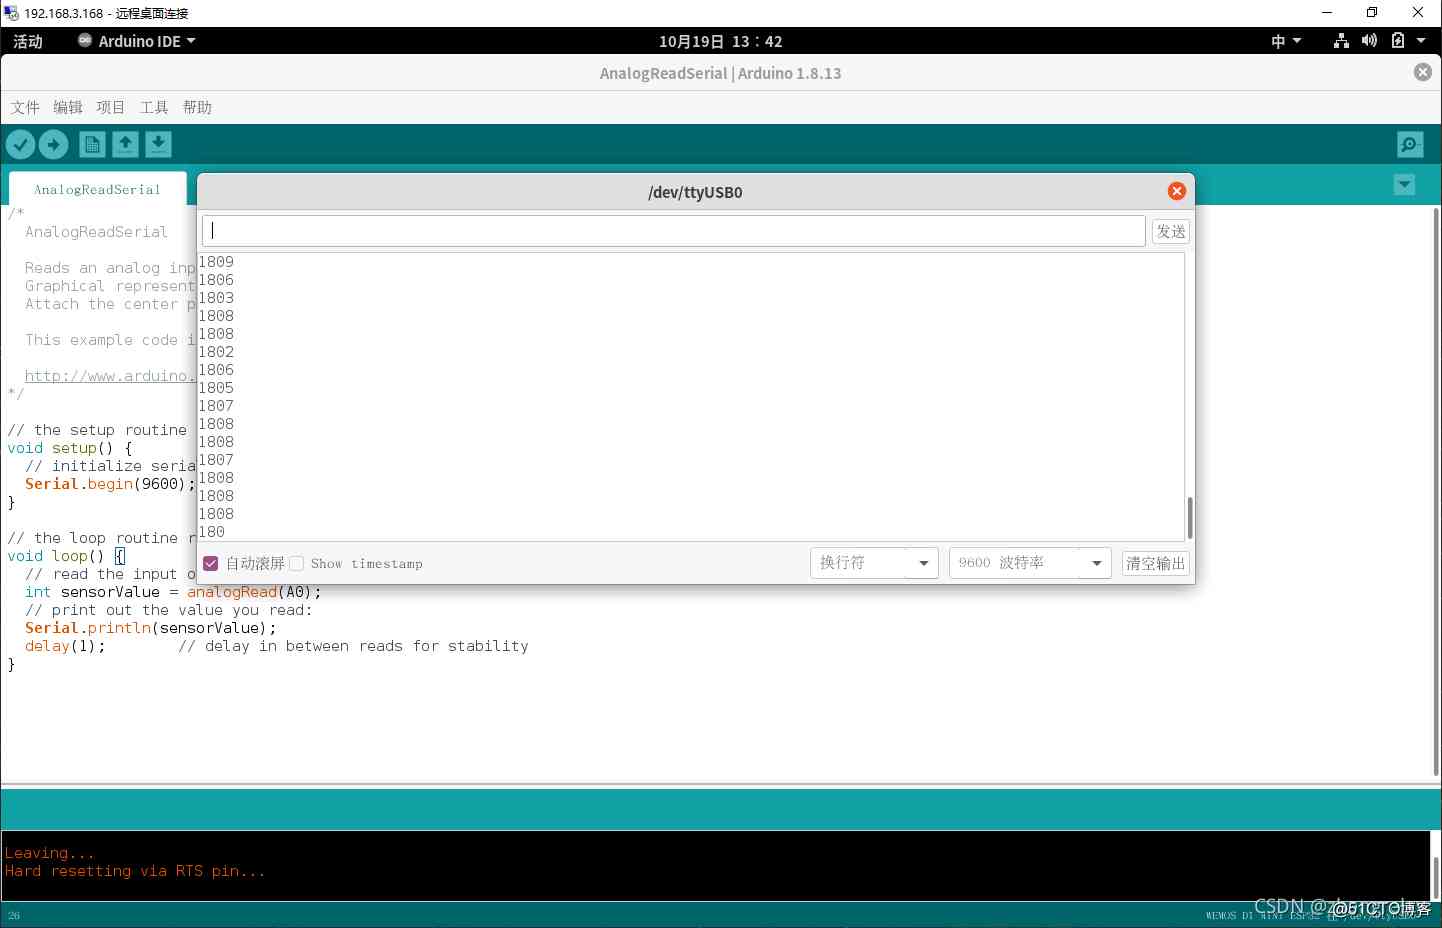 192.168.3.168 - 远程桌面连接
活动 Arduino IDE 10月19日 13：42 中
AnalogReadSerial | Arduino 1.8.13
文件 编辑 项目 工具 帮助
AnalogReadSerial
/*
AnalogReadSerial
Reads an analog inp
Graphical represent
Attach the center p
This example code i
http://www.arduino.
*/
// the setup routine
void setup() {
// initialize seria
Serial.begin(9600);
}
// the loop routine r
void loop() {
// read the input o
int sensorValue = analogRead(A0);
// print out the value you read:
Serial.println(sensorValue);
delay(1); // delay in between reads for stability
}
/dev/ttyUSB0
发送
1809
1806
1803
1808
1808
1802
1806
1805
1807
1808
1808
1807
1808
1808
1808
180
自动滚屏 Show timestamp 换行符 9600 波特率 清空输出
Leaving...
Hard resetting via RTS pin...
26
WEMOS D1 MINI ESP32
CSDN
@51CTO博客